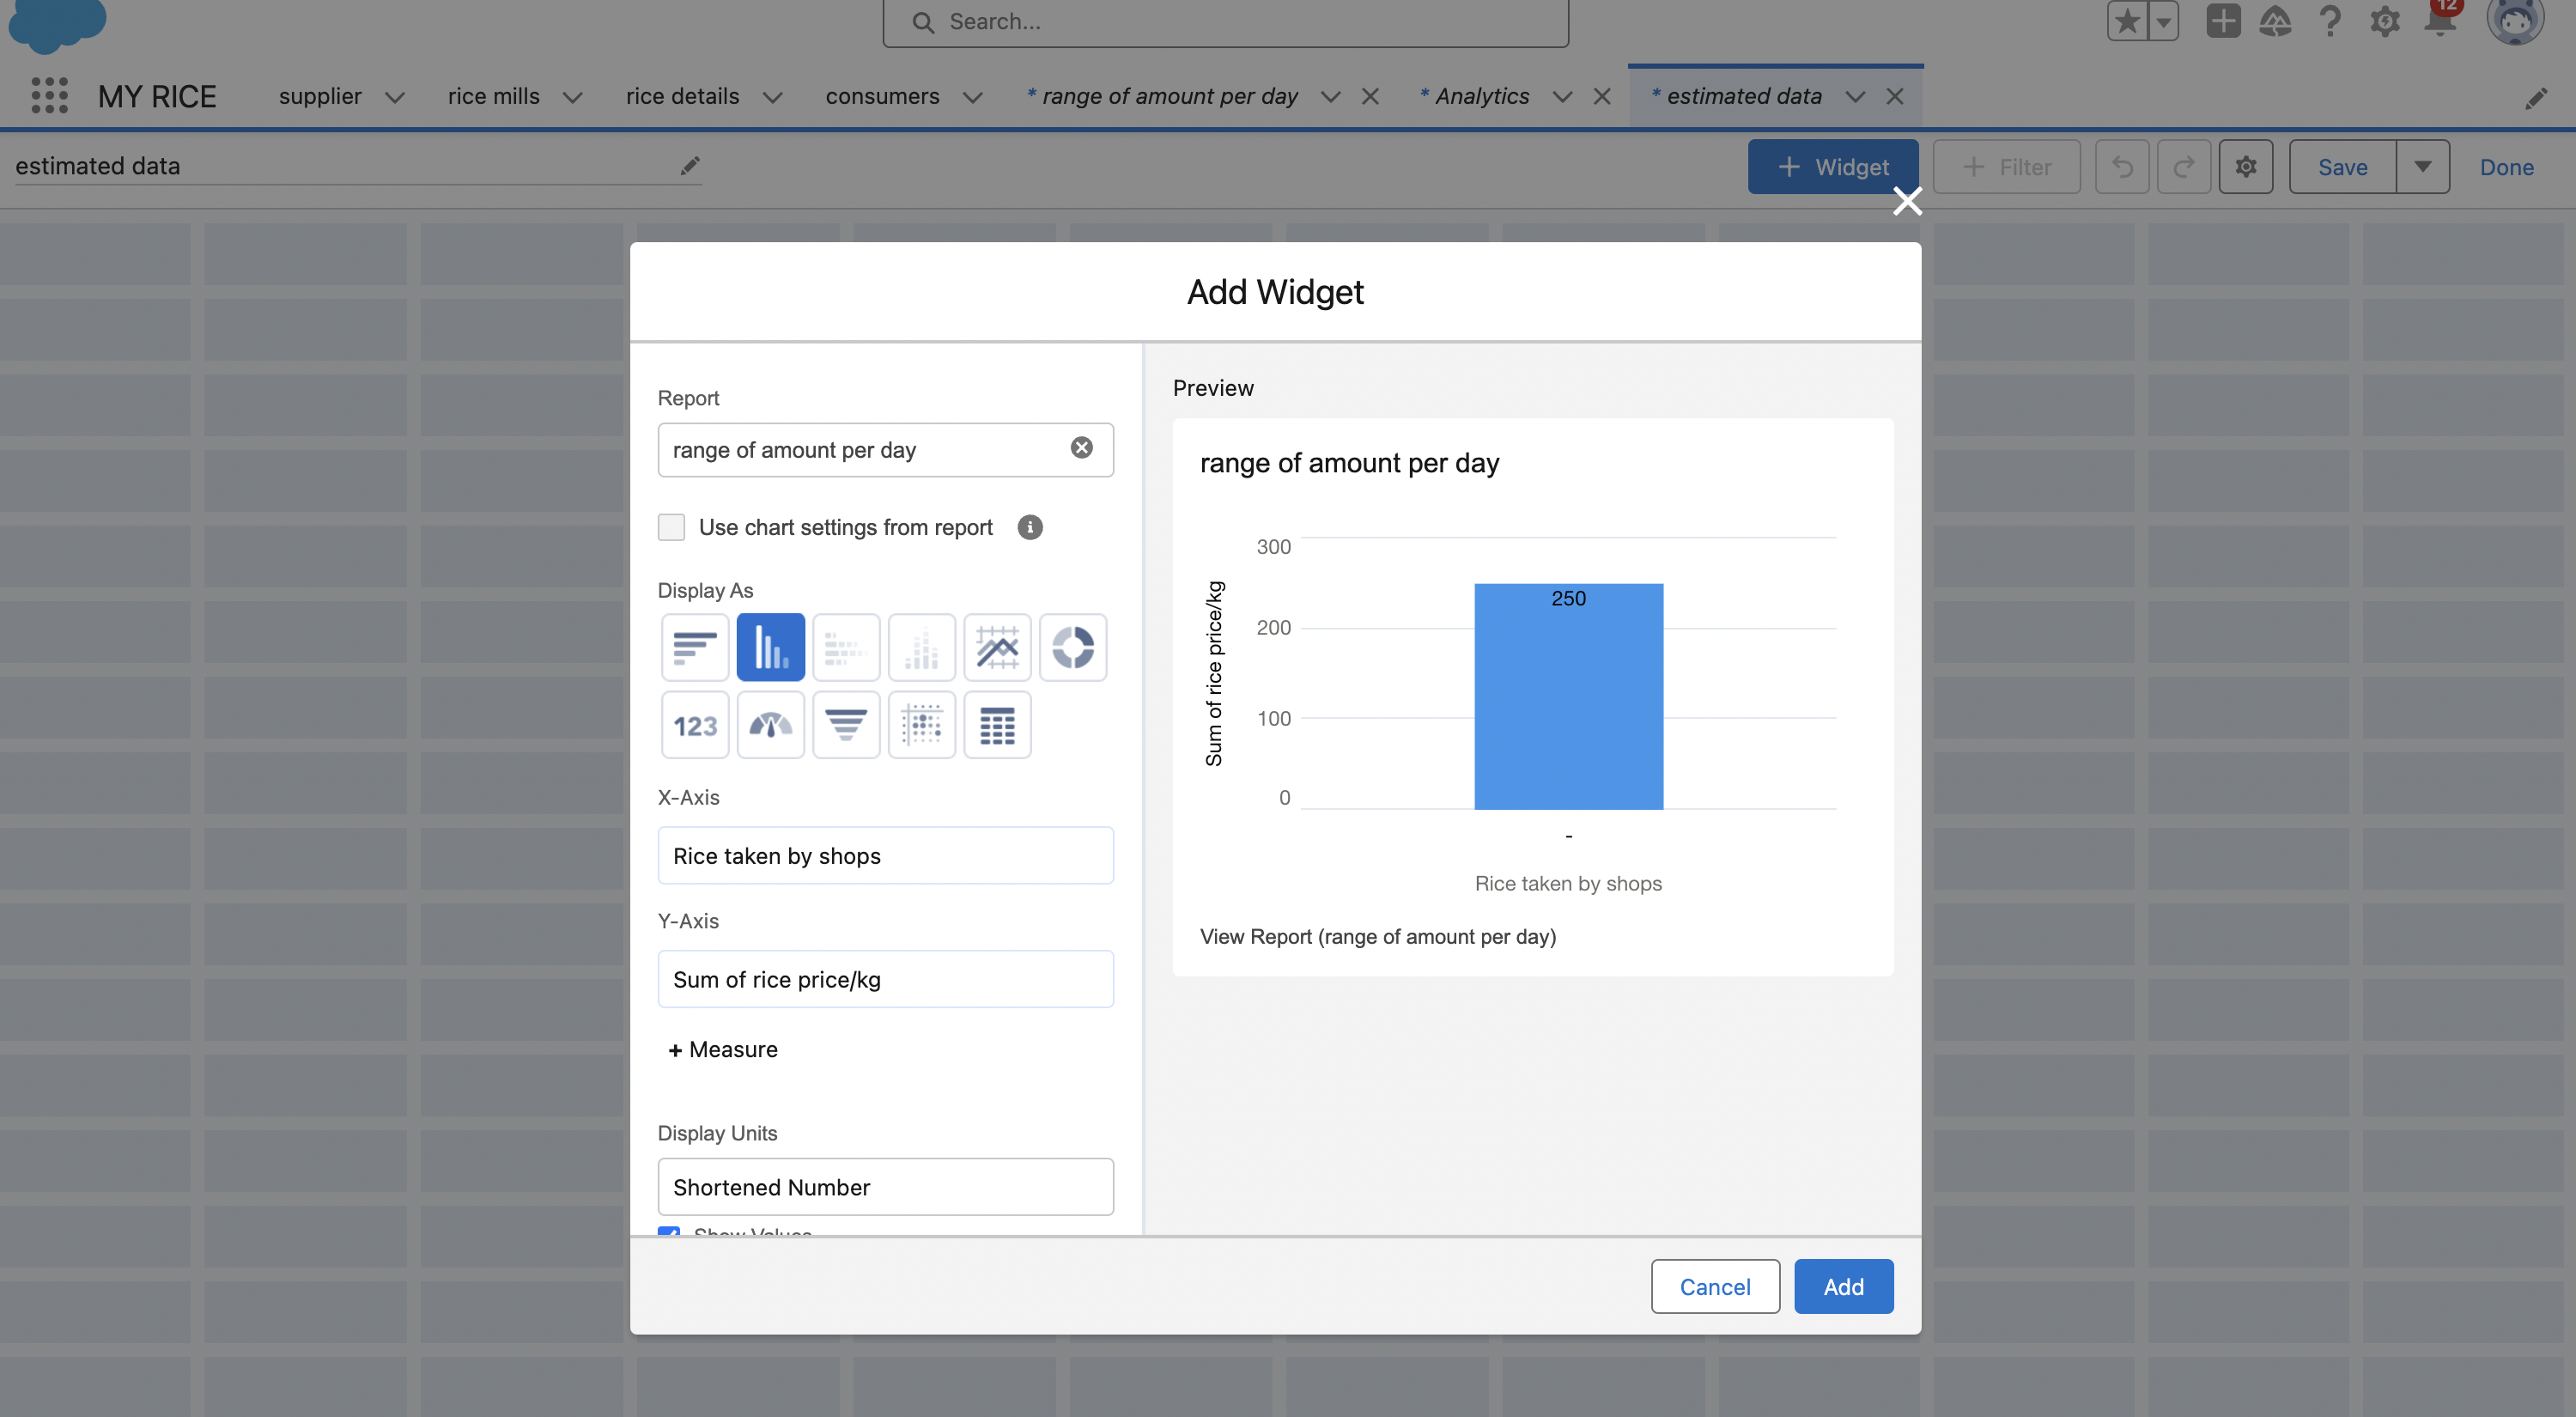 Search...
12
MY RICE
supplier
rice mills
rice details
consumers
* range of amount per day
* Analytics
* estimated data
estimated data
+ Widget
+ Filter
Save
Done
Add Widget
Report
range of amount per day
Use chart settings from report
Display As
123
X-Axis
Rice taken by shops
Y-Axis
Sum of rice price/kg
+ Measure
Display Units
Shortened Number
Show Values
Preview
range of amount per day
Sum of rice price/kg
300
200
100
0
250
-
Rice taken by shops
View Report (range of amount per day)
Cancel
Add